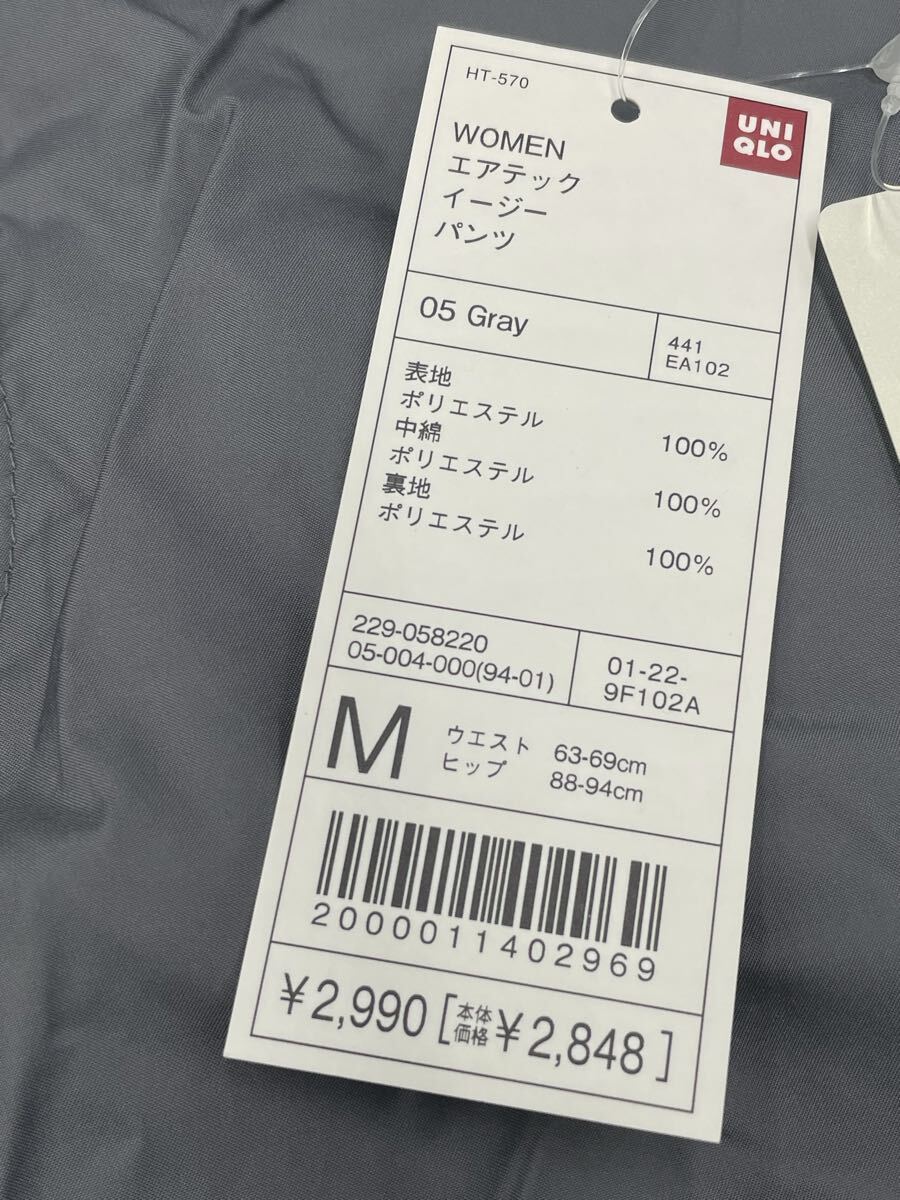 HT-570
UNI
QLO
WOMEN
エアテック
イージー
パンツ
05 Gray
441
EA102
表地
ポリエステル 100%
中綿
ポリエステル 100%
裏地
ポリエステル 100%
229-058220
05-004-000(94-01)
01-22-
9F102A
M
ウエスト 63-69cm
ヒップ 88-94cm
2000011402969
¥2,990 [本体価格¥2,848]